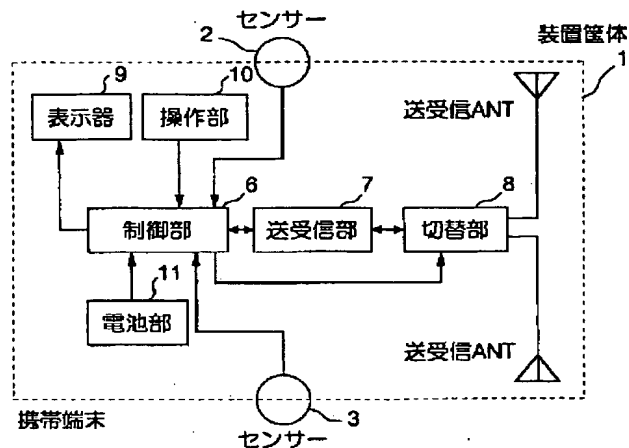 センサー
2
装置筐体
1
9
10
表示器
操作部
送受信ANT
6
7
8
制御部
送受信部
切替部
11
電池部
送受信ANT
携帯端末
3
センサー